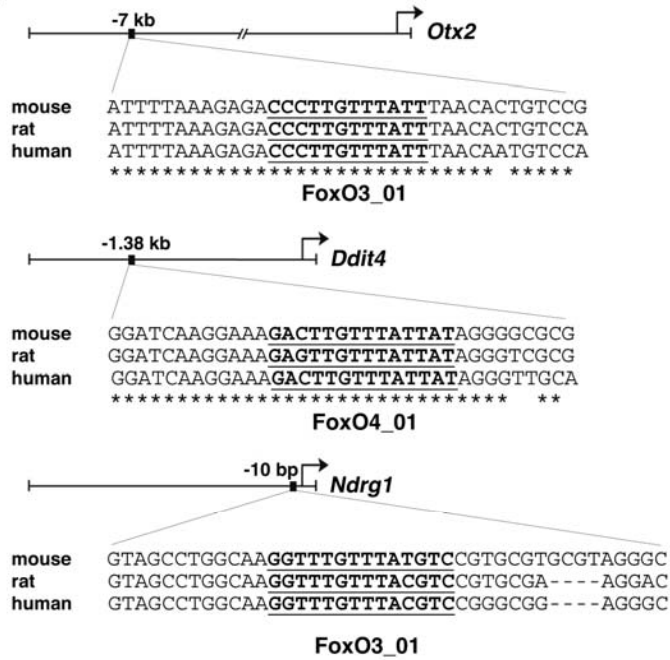 -7 kb
Otx2
mouse ATTTTAAAGAGACCCTTGTTTATTTAACACTGTCCG
rat ATTTTAAAGAGACCCTTGTTTATTTAACACTGTCCA
human ATTTTAAAGAGACCCTTGTTTATTTAACAATGTCCA
***************************** *****
FoxO3_01
-1.38 kb
Ddit4
mouse GGATCAAGGAAAGACTTGTTTATTATAGGGGCGCG
rat GGATCAAGGAAAGAGTTGTTTATTATAGGGTCGCG
human GGATCAAGGAAAGACTTGTTTATTATAGGGTTGCA
****************************** **
FoxO4_01
-10 bp
Ndrg1
mouse GTAGCCTGGCAAGGTTTGTTTATGTCCGTGCGTGCGTAGGGC
rat GTAGCCTGGCAAGGTTTGTTTACGTCCGTGCGA----AGGAC
human GTAGCCTGGCAAGGTTTGTTTACGTCCGGGCGG----AGGGC
FoxO3_01